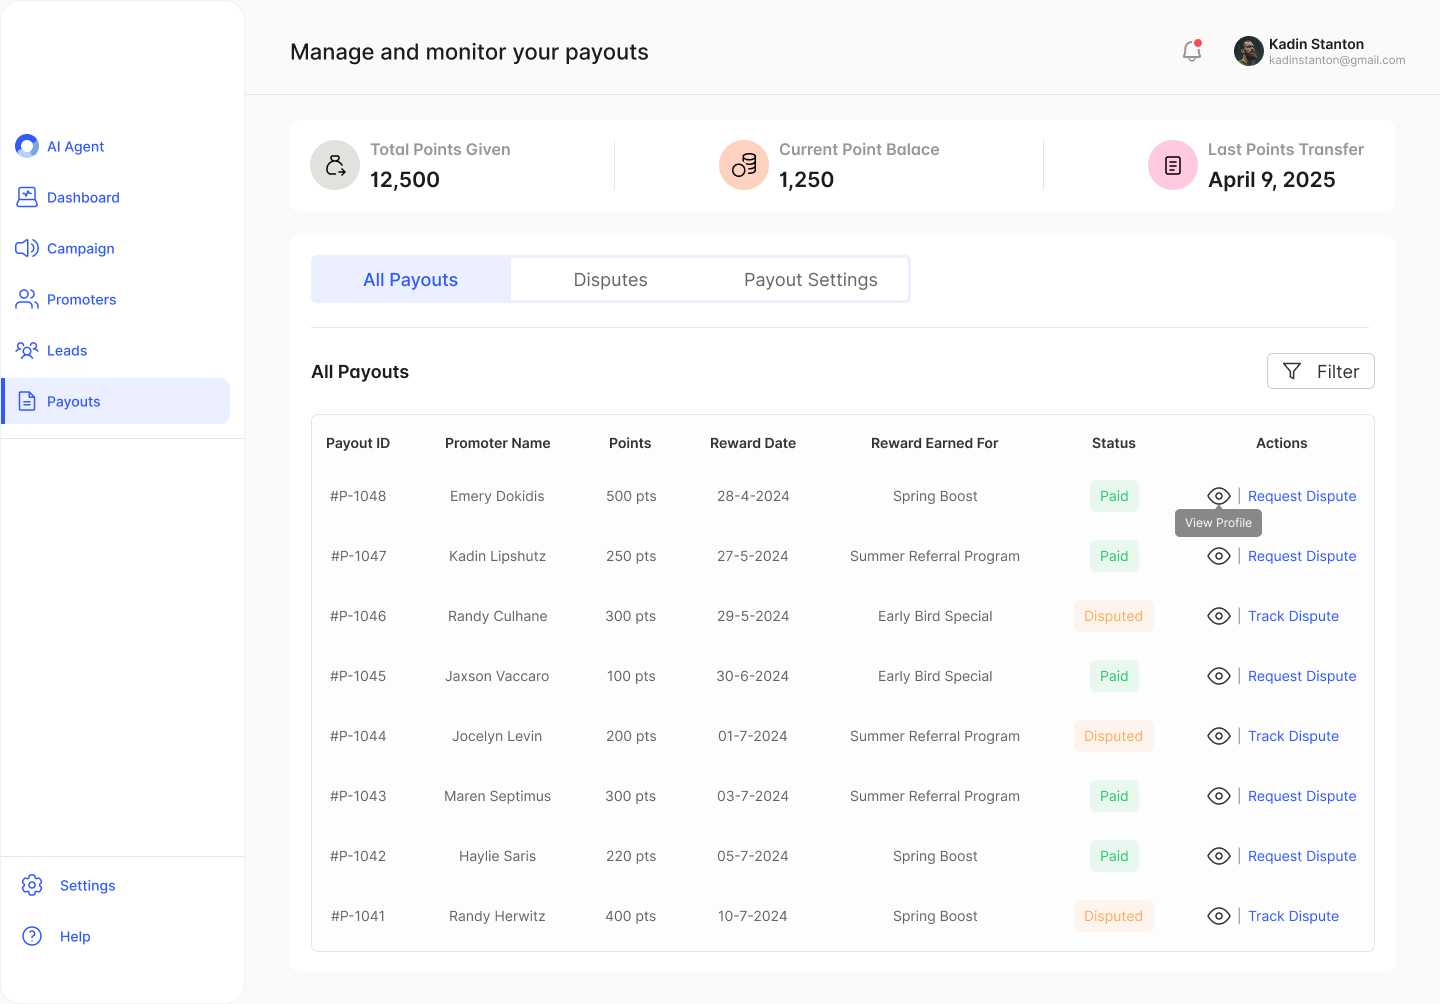 Manage and monitor your payouts
Kadin Stanton
kadinstanton@gmail.com
AI Agent
Dashboard
Campaign
Promoters
Leads
Payouts
Settings
Help
Total Points Given
12,500
Current Point Balace
1,250
Last Points Transfer
April 9, 2025
All Payouts Disputes Payout Settings
All Payouts
Filter
Payout ID Promoter Name Points Reward Date Reward Earned For Status Actions
#P-1048 Emery Dokidis 500 pts 28-4-2024 Spring Boost Paid | Request Dispute
View Profile
#P-1047 Kadin Lipshutz 250 pts 27-5-2024 Summer Referral Program Paid | Request Dispute
#P-1046 Randy Culhane 300 pts 29-5-2024 Early Bird Special Disputed | Track Dispute
#P-1045 Jaxson Vaccaro 100 pts 30-6-2024 Early Bird Special Paid | Request Dispute
#P-1044 Jocelyn Levin 200 pts 01-7-2024 Summer Referral Program Disputed | Track Dispute
#P-1043 Maren Septimus 300 pts 03-7-2024 Summer Referral Program Paid | Request Dispute
#P-1042 Haylie Saris 220 pts 05-7-2024 Spring Boost Paid | Request Dispute
#P-1041 Randy Herwitz 400 pts 10-7-2024 Spring Boost Disputed | Track Dispute